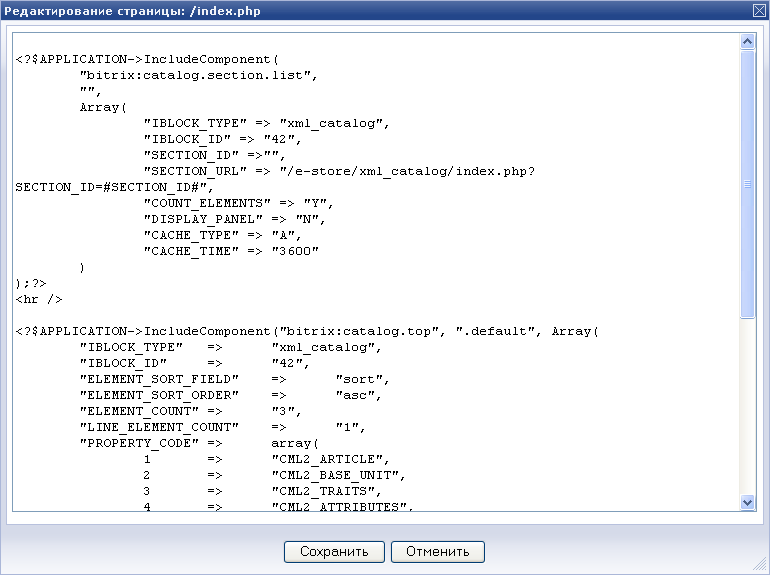 Редактирование страницы: /index.php
<?$APPLICATION->IncludeComponent(
"bitrix:catalog.section.list",
"",
Array(
"IBLOCK_TYPE" => "xml_catalog",
"IBLOCK_ID" => "42",
"SECTION_ID" =>"",
"SECTION_URL" => "/e-store/xml_catalog/index.php?
SECTION_ID=#SECTION_ID#",
"COUNT_ELEMENTS" => "Y",
"DISPLAY_PANEL" => "N",
"CACHE_TYPE" => "A",
"CACHE_TIME" => "3600"
)
);?>
<hr />
<?$APPLICATION->IncludeComponent("bitrix:catalog.top", ".default", Array(
"IBLOCK_TYPE" => "xml_catalog",
"IBLOCK_ID" => "42",
"ELEMENT_SORT_FIELD" => "sort",
"ELEMENT_SORT_ORDER" => "asc",
"ELEMENT_COUNT" => "3",
"LINE_ELEMENT_COUNT" => "1",
"PROPERTY_CODE" => array(
1 => "CML2_ARTICLE",
2 => "CML2_BASE_UNIT",
3 => "CML2_TRAITS",
4 => "CML2_ATTRIBUTES",
Сохранить Отменить